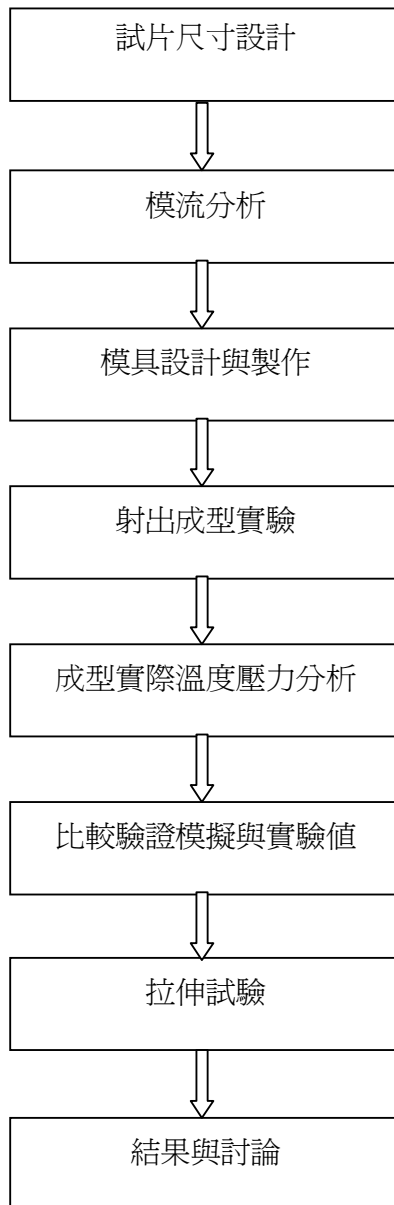 試片尺寸設計
模流分析
模具設計與製作
射出成型實驗
成型實際溫度壓力分析
比較驗證模擬與實驗值
拉伸試驗
結果與討論